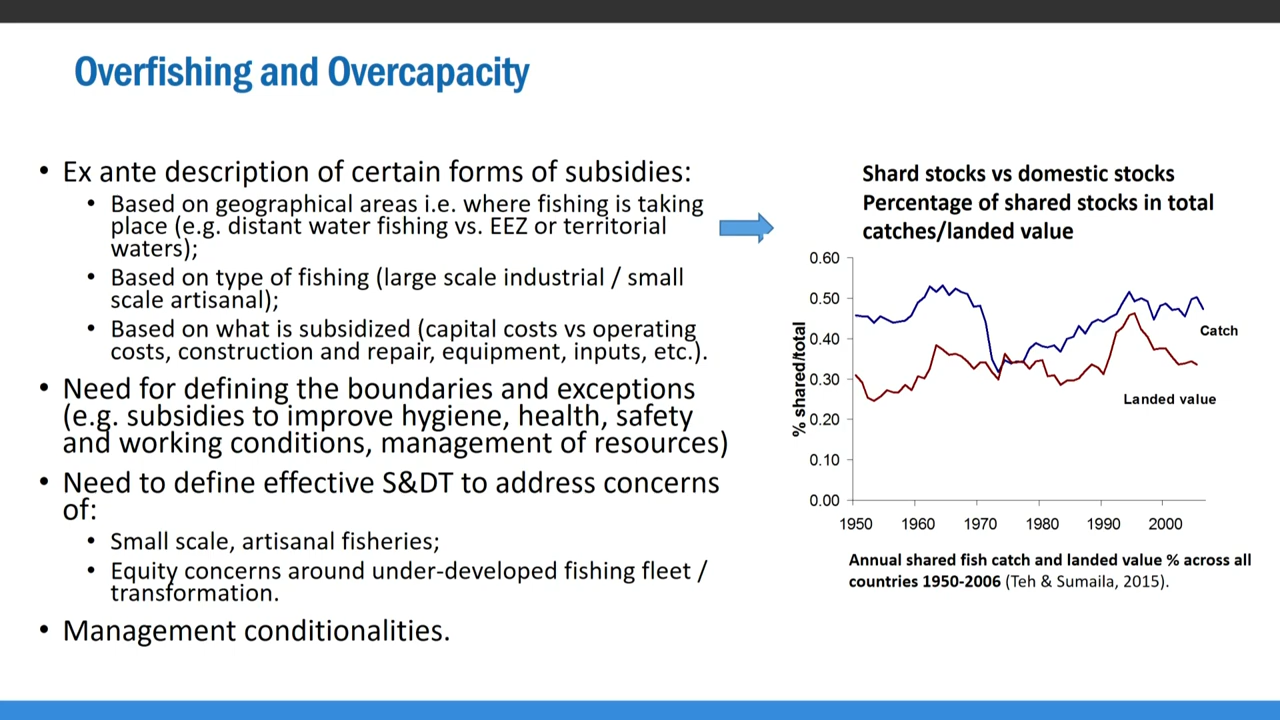 Overfishing and Overcapacity
• Ex ante description of certain forms of subsidies:
• Based on geographical areas i.e. where fishing is taking
place (e.g. distant water fishing vs. EEZ or territorial
waters);
• Based on type of fishing (large scale industrial / small
scale artisanal);
• Based on what is subsidized (capital costs vs operating
costs, construction and repair, equipment, inputs, etc.).
• Need for defining the boundaries and exceptions
(e.g. subsidies to improve hygiene, health, safety
and working conditions, management of resources)
• Need to define effective S&DT to address concerns
of:
• Small scale, artisanal fisheries;
• Equity concerns around under-developed fishing fleet /
transformation.
• Management conditionalities.
Shard stocks vs domestic stocks
Percentage of shared stocks in total
catches/landed value
% shared/total
0.60
0.50
0.40
0.30
0.20
0.10
0.00
Catch
Landed value
1950 1960 1970 1980 1990 2000
Annual shared fish catch and landed value % across all
countries 1950-2006 (Teh & Sumaila, 2015).